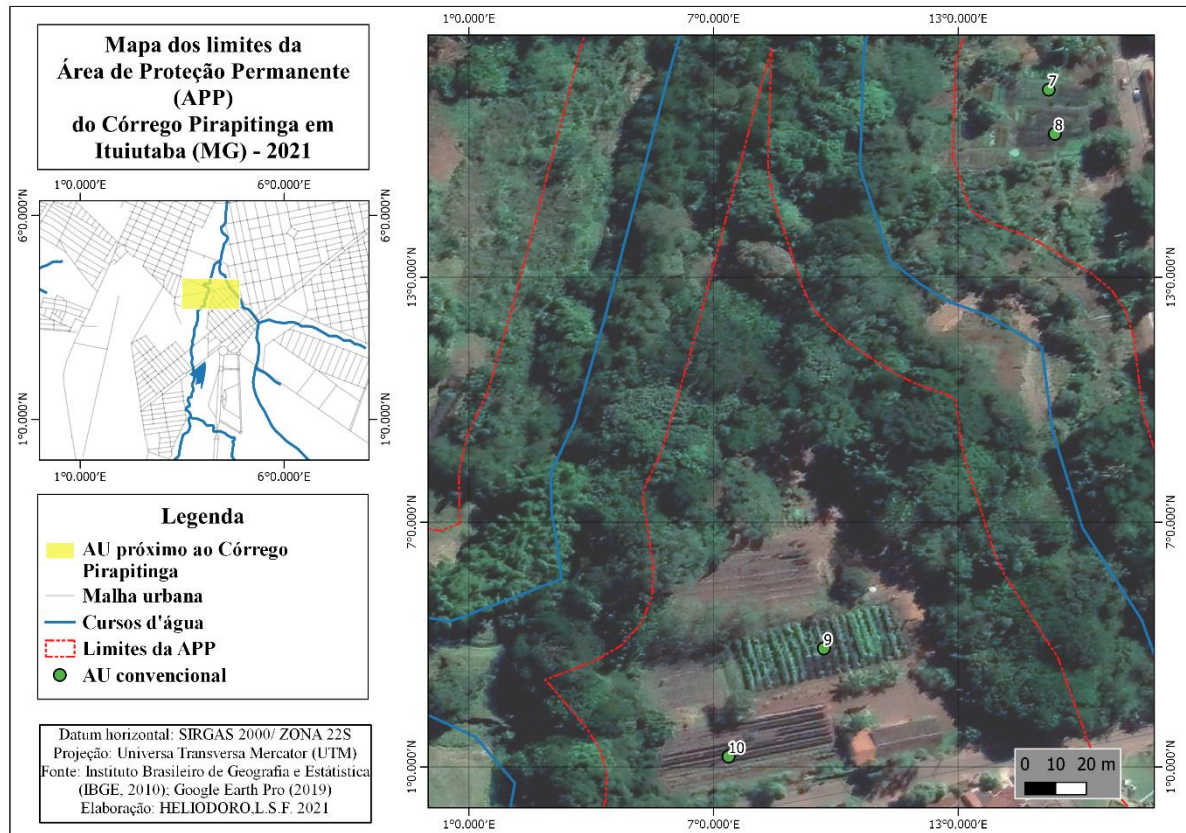 Mapa dos limites da
Área de Proteção Permanente
(APP)
do Córrego Pirapitinga em
Ituiutaba (MG) - 2021
1°0.000'E 6°0.000'E
6°0.000'N 6°0.000'N
1°0.000'N 1°0.000'N
1°0.000'E 6°0.000'E
Legenda
AU próximo ao Córrego
Pirapitinga
Malha urbana
Cursos d'água
Limites da APP
AU convencional
Datum horizontal: SIRGAS 2000/ ZONA 22S
Projeção: Universa Transversa Mercator (UTM)
Fonte: Instituto Brasileiro de Geografia e Estátistica
(IBGE, 2010); Google Earth Pro (2019)
Elaboração: HELIODORO,L.S.F. 2021
1°0.000'E 7°0.000'E 13°0.000'E
7
8
13°0.000'N 13°0.000'N
7°0.000'N 7°0.000'N
9
10
1°0.000'N 1°0.000'N
0 10 20 m
1°0.000'E 7°0.000'E 13°0.000'E